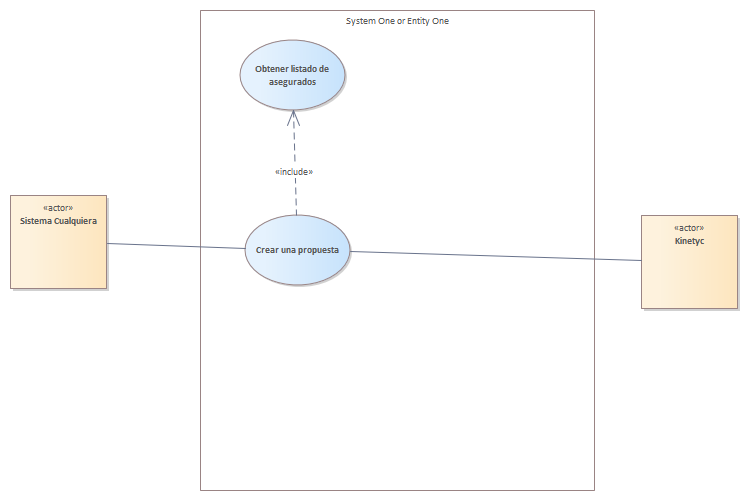 System One or Entity One
Obtener listado de
asegurados
«include»
«actor»
Sistema Cualquiera
Crear una propuesta
«actor»
Kinetyc